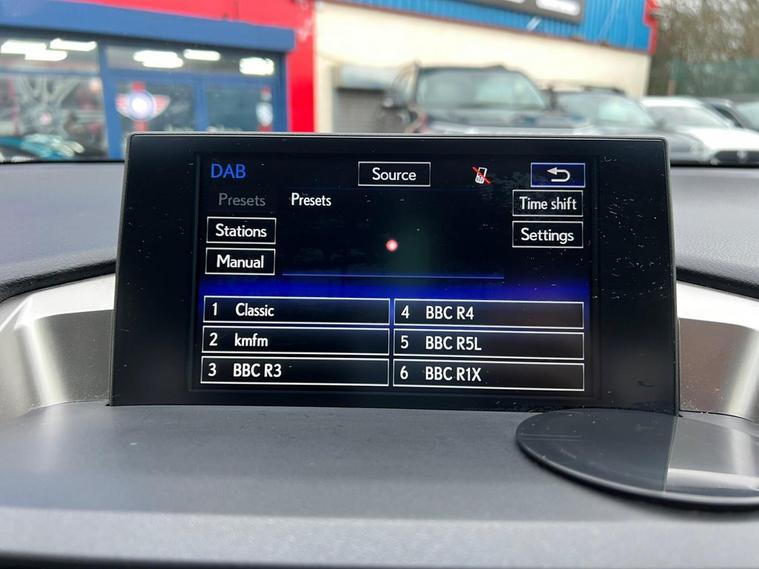 DAB
Source
Presets
Presets
Time shift
Stations
Settings
Manual
1 Classic
4 BBC R4
2 kmfm
5 BBC R5L
3 BBC R3
6 BBC R1X